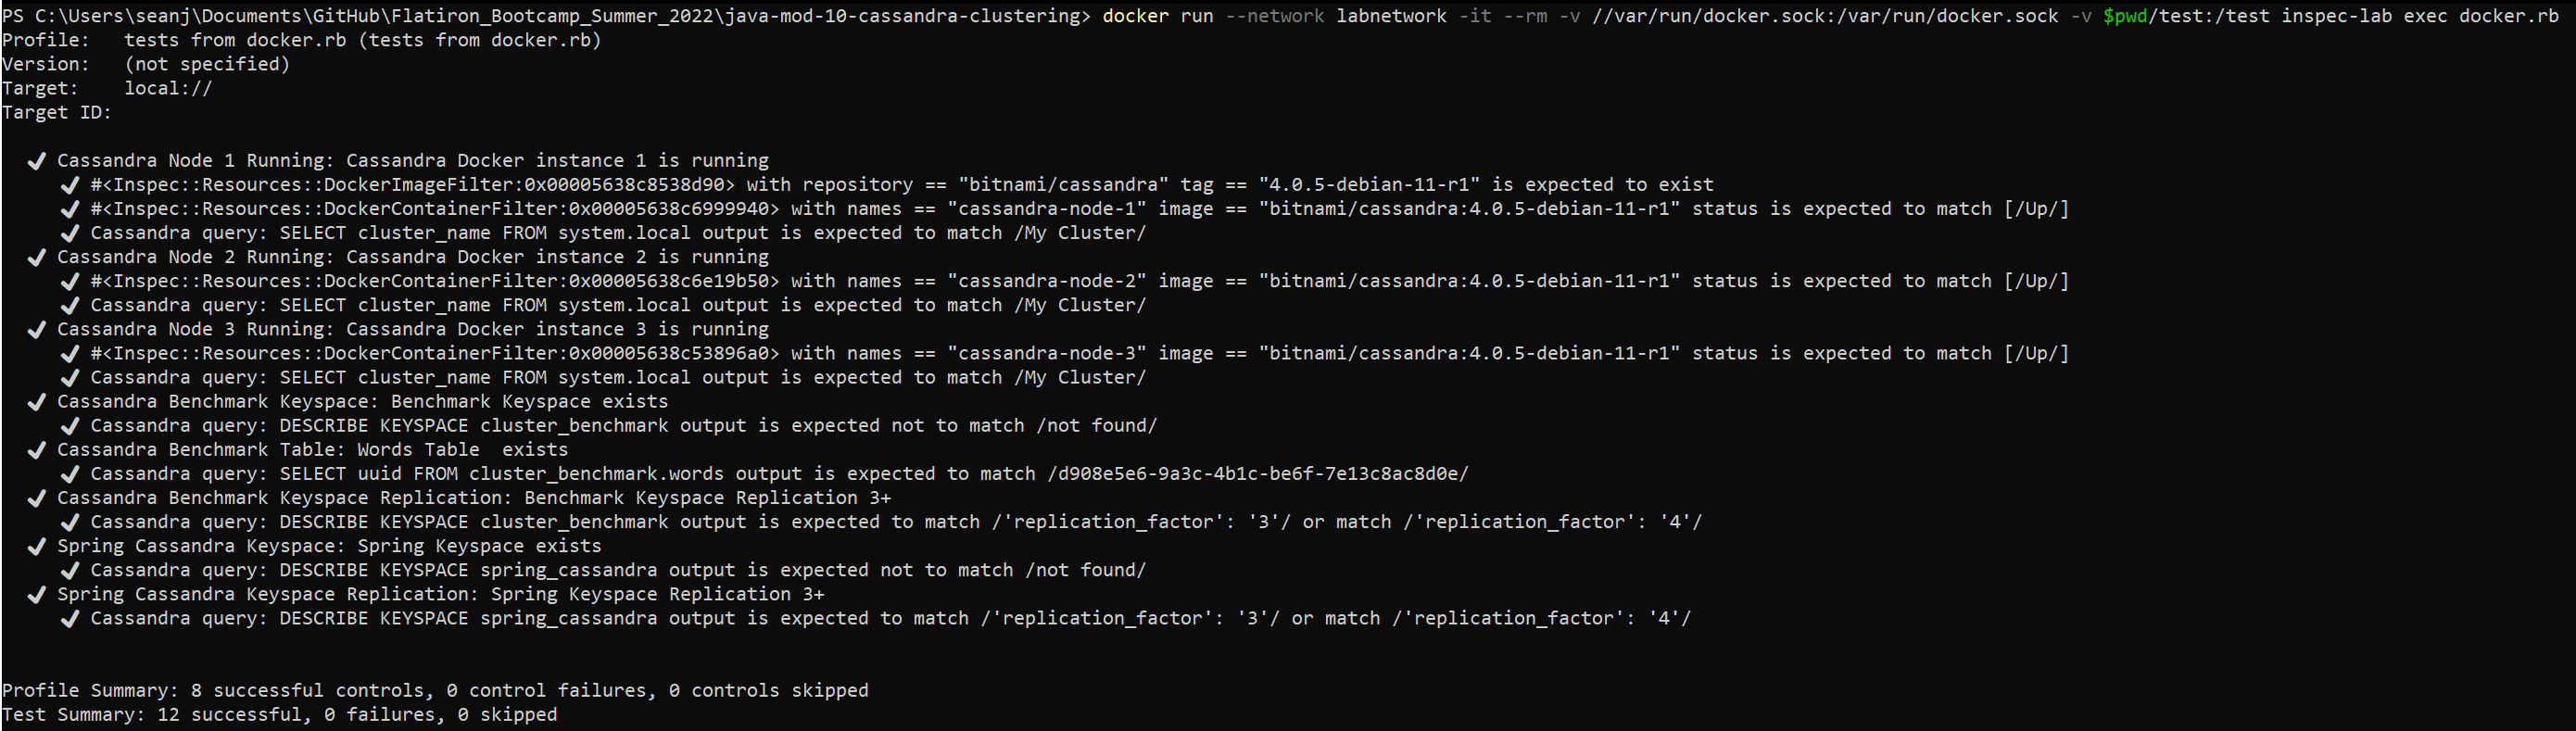 PS C:\Users\seanj\Documents\GitHub\Flatiron_Bootcamp_Summer_2022\java-mod-10-cassandra-clustering> docker run --network labnetwork -it --rm -v //var/run/docker.sock:/var/run/docker.sock -v $pwd/test:/test inspec-lab exec docker.rb
Profile:   tests from docker.rb (tests from docker.rb)
Version:   (not specified)
Target:    local://
Target ID:
✔ Cassandra Node 1 Running: Cassandra Docker instance 1 is running
✔ #<Inspec::Resources::DockerImageFilter:0x00005638c8538d90> with repository == "bitnami/cassandra" tag == "4.0.5-debian-11-r1" is expected to exist
✔ #<Inspec::Resources::DockerContainerFilter:0x00005638c6999940> with names == "cassandra-node-1" image == "bitnami/cassandra:4.0.5-debian-11-r1" status is expected to match [/Up/]
✔ Cassandra query: SELECT cluster_name FROM system.local output is expected to match /My Cluster/
✔ Cassandra Node 2 Running: Cassandra Docker instance 2 is running
✔ #<Inspec::Resources::DockerContainerFilter:0x00005638c6e19b50> with names == "cassandra-node-2" image == "bitnami/cassandra:4.0.5-debian-11-r1" status is expected to match [/Up/]
✔ Cassandra query: SELECT cluster_name FROM system.local output is expected to match /My Cluster/
✔ Cassandra Node 3 Running: Cassandra Docker instance 3 is running
✔ #<Inspec::Resources::DockerContainerFilter:0x00005638c53896a0> with names == "cassandra-node-3" image == "bitnami/cassandra:4.0.5-debian-11-r1" status is expected to match [/Up/]
✔ Cassandra query: SELECT cluster_name FROM system.local output is expected to match /My Cluster/
✔ Cassandra Benchmark Keyspace: Benchmark Keyspace exists
✔ Cassandra query: DESCRIBE KEYSPACE cluster_benchmark output is expected not to match /not found/
✔ Cassandra Benchmark Table: Words Table  exists
✔ Cassandra query: SELECT uuid FROM cluster_benchmark.words output is expected to match /d908e5e6-9a3c-4b1c-be6f-7e13c8ac8d0e/
✔ Cassandra Benchmark Keyspace Replication: Benchmark Keyspace Replication 3+
✔ Cassandra query: DESCRIBE KEYSPACE cluster_benchmark output is expected to match /'replication_factor': '3'/ or match /'replication_factor': '4'/
✔ Spring Cassandra Keyspace: Spring Keyspace exists
✔ Cassandra query: DESCRIBE KEYSPACE spring_cassandra output is expected not to match /not found/
✔ Spring Cassandra Keyspace Replication: Spring Keyspace Replication 3+
✔ Cassandra query: DESCRIBE KEYSPACE spring_cassandra output is expected to match /'replication_factor': '3'/ or match /'replication_factor': '4'/
Profile Summary: 8 successful controls, 0 control failures, 0 controls skipped
Test Summary: 12 successful, 0 failures, 0 skipped